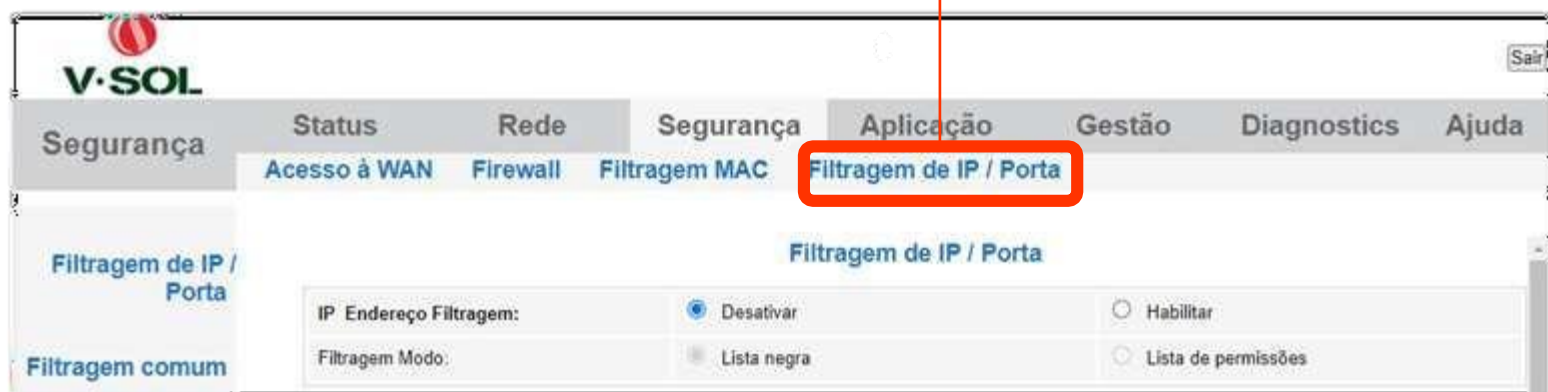 V·SOL
Sair
Segurança
Status Rede Segurança Aplicação Gestão Diagnostics Ajuda
Acesso à WAN Firewall Filtragem MAC Filtragem de IP / Porta
Filtragem de IP /
Porta
Filtragem comum
Filtragem de IP / Porta
IP Endereço Filtragem: Desativar Habilitar
Filtragem Modo: Lista negra Lista de permissões